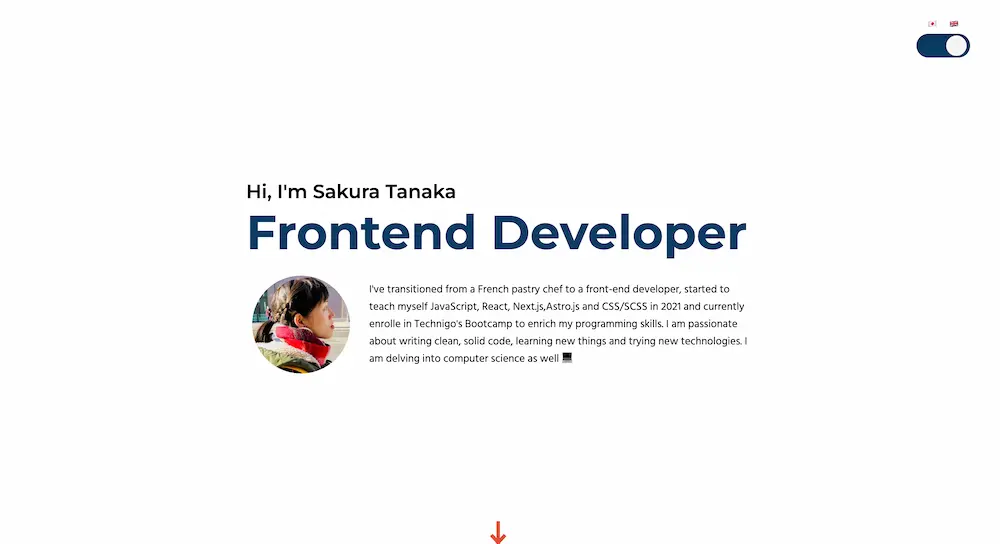 Hi, I'm Sakura Tanaka
Frontend Developer
I've transitioned from a French pastry chef to a front-end developer, started to
teach myself JavaScript, React, Next.js,Astro.js and CSS/SCSS in 2021 and currently
enrolle in Technigo's Bootcamp to enrich my programming skills. I am passionate
about writing clean, solid code, learning new things and trying new technologies. I
am delving into computer science as well